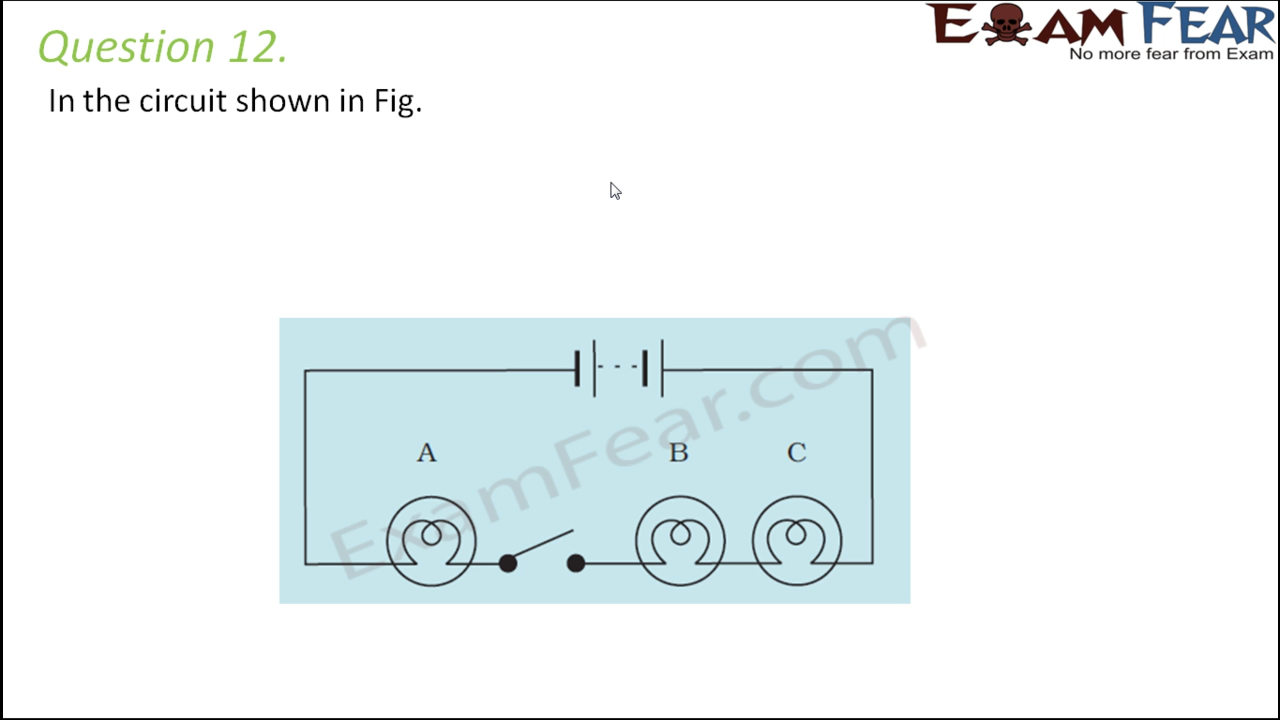 EXAM FEAR
No more fear from Exam
Question 12.
In the circuit shown in Fig.
A
B
C
ExamFear.com